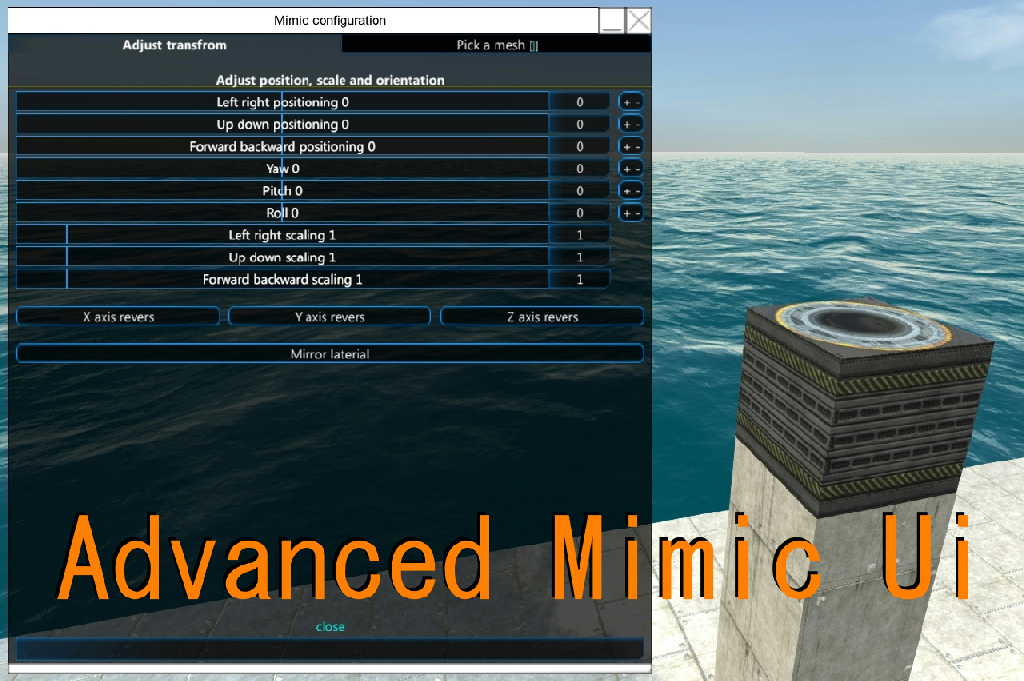 Mimic configuration
Adjust transfrom
Pick a mesh []
Adjust position, scale and orientation
Left right positioning 0 0 + -
Up down positioning 0 0 + -
Forward backward positioning 0 0 + -
Yaw 0 0 + -
Pitch 0 0 + -
Roll 0 0 + -
Left right scaling 1 1
Up down scaling 1 1
Forward backward scaling 1 1
X axis revers Y axis revers Z axis revers
Mirror laterial
Advanced Mimic Ui
close